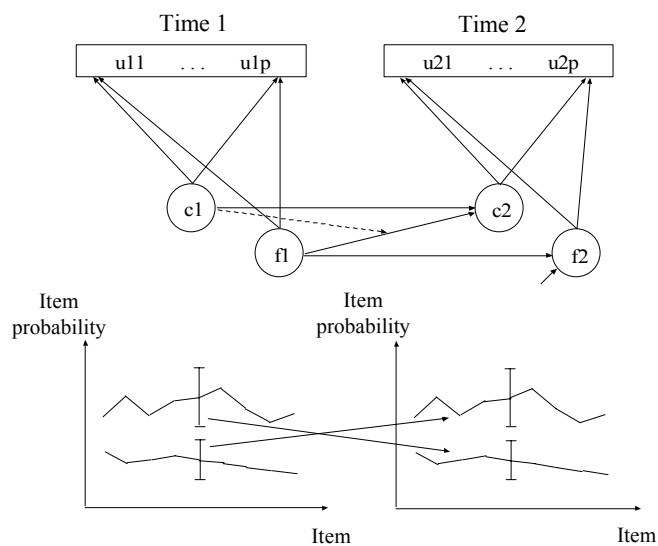 Time 1
Time 2
u11 . . . u1p
u21 . . . u2p
c1
c2
f1
f2
Item
probability
Item
probability
Item
Item